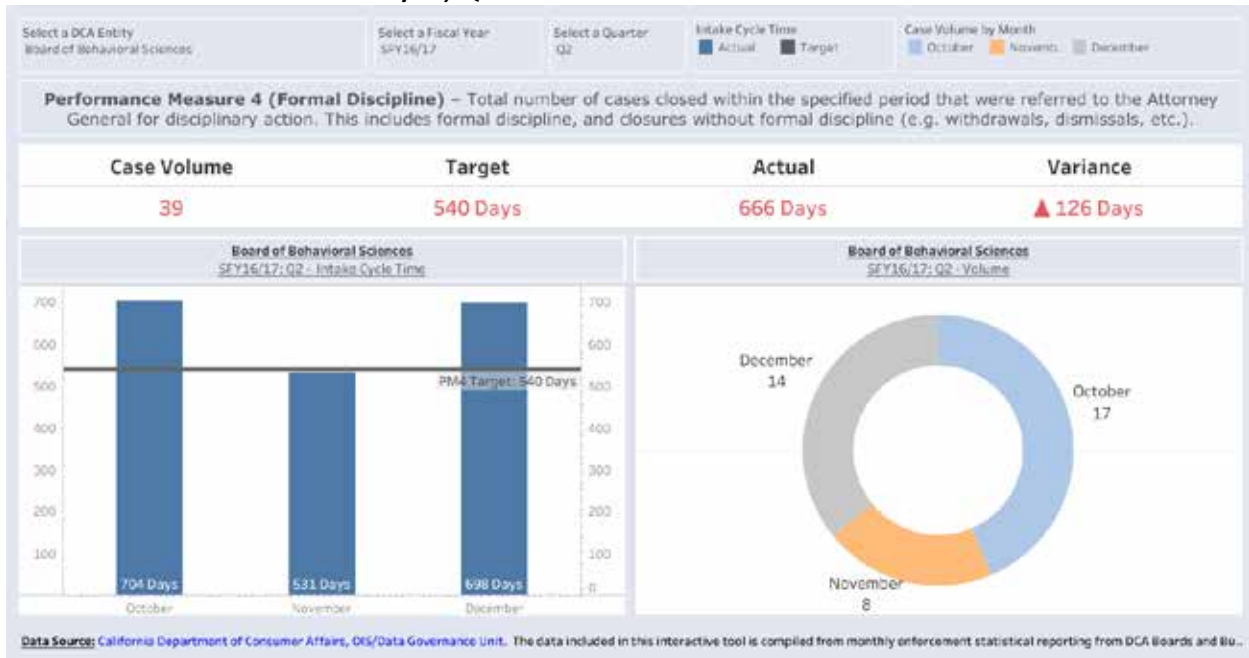 Select a DCA Entity
Board of Behavioral Sciences
Select a Fiscal Year
SFY16/17
Select a Quarter
Q2
Intake Cycle Time
Actual Target
Case Volume by Month
October Novemb.. December
Performance Measure 4 (Formal Discipline) – Total number of cases closed within the specified period that were referred to the Attorney
General for disciplinary action. This includes formal discipline, and closures without formal discipline (e.g. withdrawals, dismissals, etc.).
Case Volume Target Actual Variance
39 540 Days 666 Days ▲ 126 Days
Board of Behavioral Sciences
SFY16/17: Q2 - Intake Cycle Time
700 700
600 600
PM4 Target: 540 Days
500 500
400 400
300 300
200 200
100 100
0
704 Days 531 Days 698 Days
October November December
Board of Behavioral Sciences
SFY16/17: Q2 - Volume
December
14
October
17
November
8
Data Source: California Department of Consumer Affairs, OIS/Data Governance Unit. The data included in this interactive tool is compiled from monthly enforcement statistical reporting from DCA Boards and Bu..